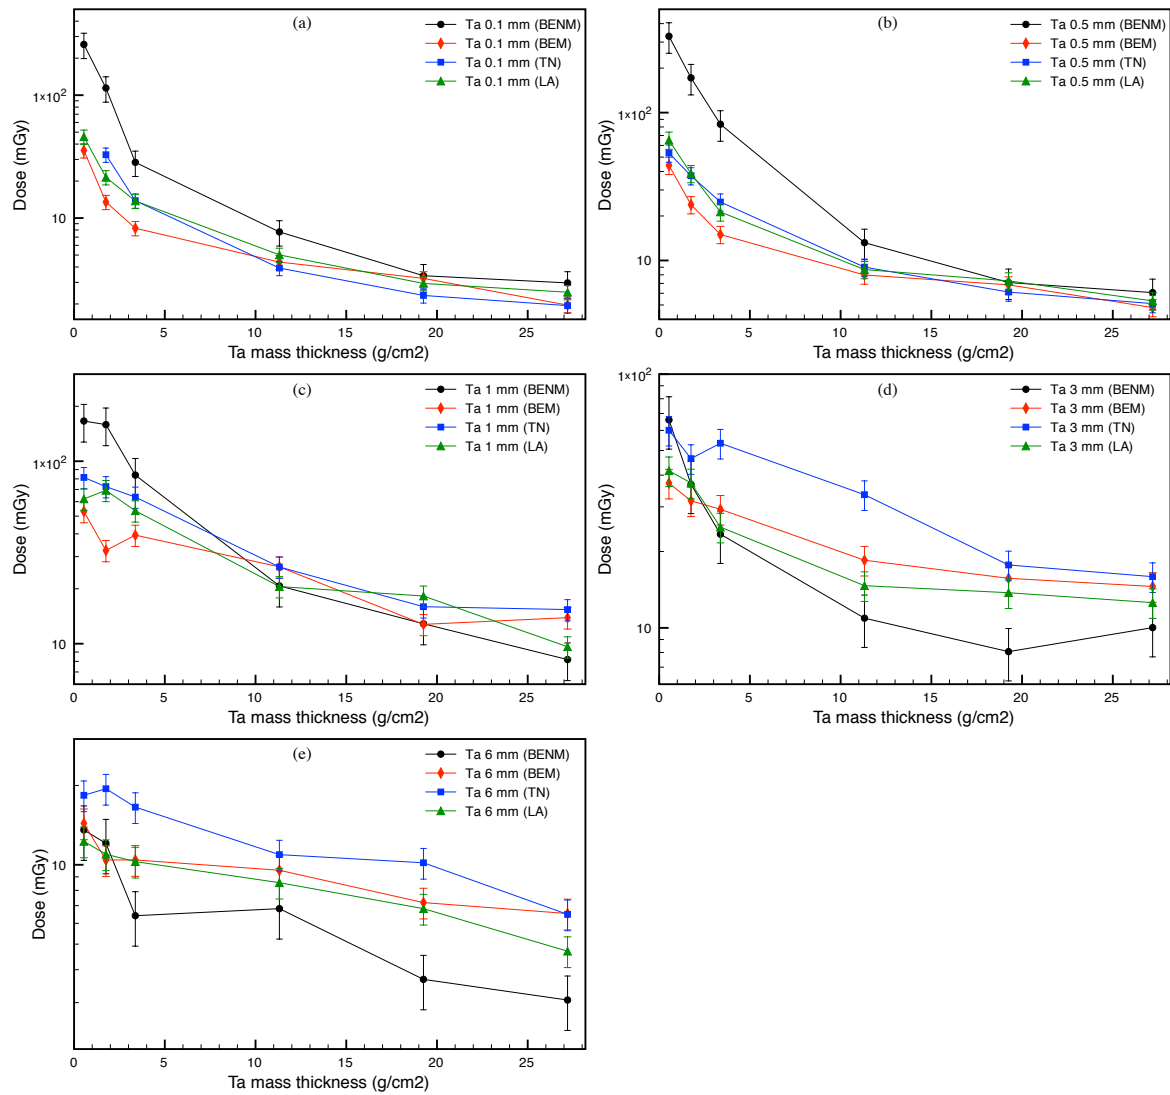 (a)
Ta 0.1 mm (BENM)
Ta 0.1 mm (BEM)
Ta 0.1 mm (TN)
Ta 0.1 mm (LA)
1×10²
10
Dose (mGy)
0 5 10 15 20 25
Ta mass thickness (g/cm2)
(b)
Ta 0.5 mm (BENM)
Ta 0.5 mm (BEM)
Ta 0.5 mm (TN)
Ta 0.5 mm (LA)
1×10²
10
Dose (mGy)
0 5 10 15 20 25
Ta mass thickness (g/cm2)
(c)
Ta 1 mm (BENM)
Ta 1 mm (BEM)
Ta 1 mm (TN)
Ta 1 mm (LA)
1×10²
10
Dose (mGy)
0 5 10 15 20 25
Ta mass thickness (g/cm2)
(d)
Ta 3 mm (BENM)
Ta 3 mm (BEM)
Ta 3 mm (TN)
Ta 3 mm (LA)
1×10²
10
Dose (mGy)
0 5 10 15 20 25
Ta mass thickness (g/cm2)
(e)
Ta 6 mm (BENM)
Ta 6 mm (BEM)
Ta 6 mm (TN)
Ta 6 mm (LA)
10
Dose (mGy)
0 5 10 15 20 25
Ta mass thickness (g/cm2)